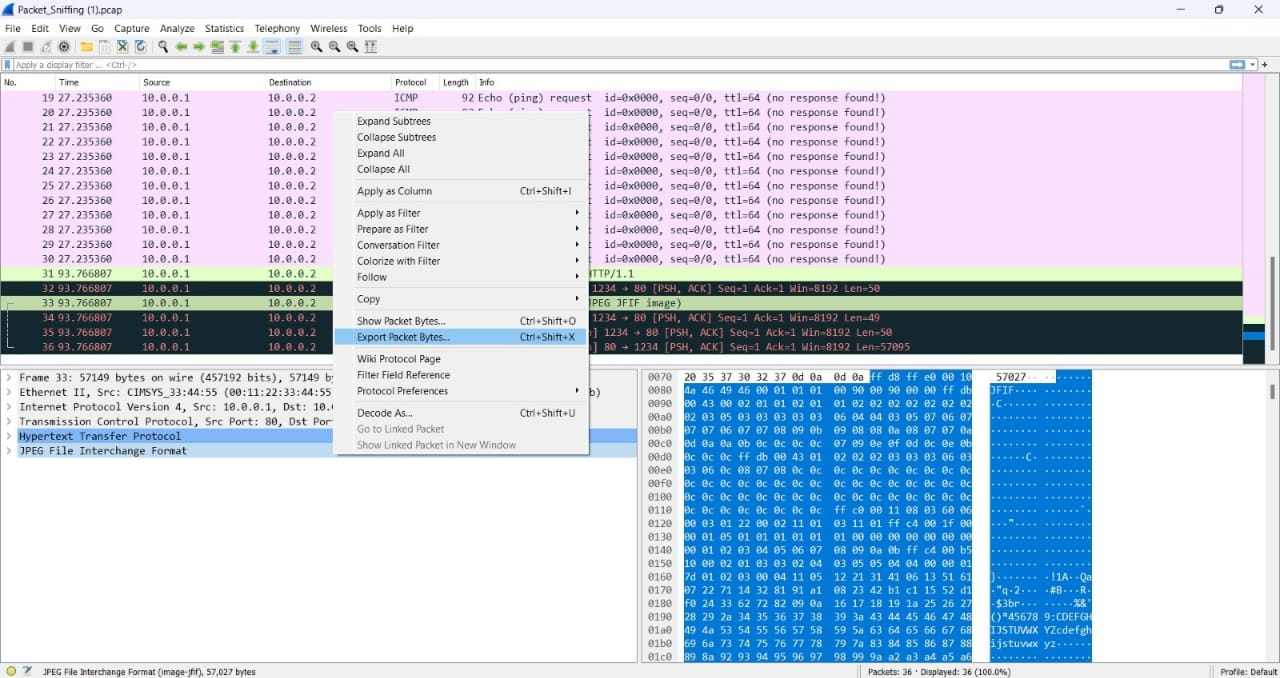 Packet_Sniffing (1).pcap
File Edit View Go Capture Analyze Statistics Telephony Wireless Tools Help
Apply a display filter ... <Ctrl-/>
No. Time Source Destination Protocol Length Info
19 27.235360 10.0.0.1 10.0.0.2 ICMP 92 Echo (ping) request id=0x0000, seq=0/0, ttl=64 (no response found!)
20 27.235360 10.0.0.1 10.0.0.2 id=0x0000, seq=0/0, ttl=64 (no response found!)
21 27.235360 10.0.0.1 10.0.0.2 id=0x0000, seq=0/0, ttl=64 (no response found!)
22 27.235360 10.0.0.1 10.0.0.2 id=0x0000, seq=0/0, ttl=64 (no response found!)
23 27.235360 10.0.0.1 10.0.0.2 id=0x0000, seq=0/0, ttl=64 (no response found!)
24 27.235360 10.0.0.1 10.0.0.2 id=0x0000, seq=0/0, ttl=64 (no response found!)
25 27.235360 10.0.0.1 10.0.0.2 id=0x0000, seq=0/0, ttl=64 (no response found!)
26 27.235360 10.0.0.1 10.0.0.2 id=0x0000, seq=0/0, ttl=64 (no response found!)
27 27.235360 10.0.0.1 10.0.0.2 id=0x0000, seq=0/0, ttl=64 (no response found!)
28 27.235360 10.0.0.1 10.0.0.2 id=0x0000, seq=0/0, ttl=64 (no response found!)
29 27.235360 10.0.0.1 10.0.0.2 id=0x0000, seq=0/0, ttl=64 (no response found!)
30 27.235360 10.0.0.1 10.0.0.2 id=0x0000, seq=0/0, ttl=64 (no response found!)
31 93.766807 10.0.0.1 10.0.0.2 HTTP/1.1
32 93.766807 10.0.0.1 10.0.0.2 1234 → 80 [PSH, ACK] Seq=1 Ack=1 Win=8192 Len=50
33 93.766807 10.0.0.1 10.0.0.2 JPEG JFIF image)
34 93.766807 10.0.0.1 10.0.0.2 ] 1234 → 80 [PSH, ACK] Seq=1 Ack=1 Win=8192 Len=49
35 93.766807 10.0.0.1 10.0.0.2 n] 1234 → 80 [PSH, ACK] Seq=1 Ack=1 Win=8192 Len=50
36 93.766807 10.0.0.1 10.0.0.2 ] 80 → 1234 [PSH, ACK] Seq=1 Ack=1 Win=8192 Len=57095
Expand Subtrees
Collapse Subtrees
Expand All
Collapse All
Apply as Column Ctrl+Shift+I
Apply as Filter
Prepare as Filter
Conversation Filter
Colorize with Filter
Follow
Copy
Show Packet Bytes... Ctrl+Shift+O
Export Packet Bytes... Ctrl+Shift+X
Wiki Protocol Page
Filter Field Reference
Protocol Preferences
Decode As... Ctrl+Shift+U
Go to Linked Packet
Show Linked Packet in New Window
Frame 33: 57149 bytes on wire (457192 bits), 57149 by
Ethernet II, Src: CIMSYS_33:44:55 (00:11:22:33:44:55 b)
Internet Protocol Version 4, Src: 10.0.0.1, Dst: 10.0
Transmission Control Protocol, Src Port: 80, Dst Por
Hypertext Transfer Protocol
JPEG File Interchange Format
0070 20 35 37 30 32 37 0d 0a 0d 0a ff d8 ff e0 00 10 57027·· ······
0080 4a 46 49 46 00 01 01 01 00 90 00 90 00 00 ff db JFIF···· ········
0090 00 43 00 02 01 01 02 01 01 02 02 02 02 02 02 02 ·C······ ········
00a0 02 03 05 03 03 03 03 03 06 04 04 03 05 07 06 07 ········ ········
00b0 07 07 06 07 07 08 09 0b 09 08 08 0a 08 07 07 0a ········ ········
00c0 0d 0a 0a 0b 0c 0c 0c 0c 07 09 0e 0f 0d 0c 0e 0b ········ ········
00d0 0c 0c 0c ff db 00 43 01 02 02 02 03 03 03 06 03 ······C· ········
00e0 03 06 0c 08 07 08 0c 0c 0c 0c 0c 0c 0c 0c 0c 0c ········ ········
00f0 0c 0c 0c 0c 0c 0c 0c 0c 0c 0c 0c 0c 0c 0c 0c 0c ········ ········
0100 0c 0c 0c 0c 0c 0c 0c 0c 0c 0c 0c 0c 0c 0c 0c 0c ········ ········
0110 0c 0c 0c 0c 0c 0c 0c 0c ff c0 00 11 08 03 60 06 ········ ······`·
0120 00 03 01 22 00 02 11 01 03 11 01 ff c4 00 1f 00 ···"···· ········
0130 00 01 05 01 01 01 01 01 01 00 00 00 00 00 00 00 ········ ········
0140 00 01 02 03 04 05 06 07 08 09 0a 0b ff c4 00 b5 ········ ········
0150 10 00 02 01 03 03 02 04 03 05 05 04 04 00 00 01 ········ ········
0160 7d 01 02 03 00 04 11 05 12 21 31 41 06 13 51 61 }······· ·!1A··Qa
0170 07 22 71 14 32 81 91 a1 08 23 42 b1 c1 15 52 d1 ·"q·2··· ·#B···R·
0180 f0 24 33 62 72 82 09 0a 16 17 18 19 1a 25 26 27 ·$3br··· ·····%&'
0190 28 29 2a 34 35 36 37 38 39 3a 43 44 45 46 47 48 ()*45678 9:CDEFGH
01a0 49 4a 53 54 55 56 57 58 59 5a 63 64 65 66 67 68 IJSTUVWX YZcdefgh
01b0 69 6a 73 74 75 76 77 78 79 7a 83 84 85 86 87 88 ijstuvwx yz······
01c0 89 8a 92 93 94 95 96 97 98 99 9a a2 a3 a4 a5 a6 ········ ········
JPEG File Interchange Format (image-jfif), 57,027 bytes Packets: 36 · Displayed: 36 (100.0%) Profile: Default